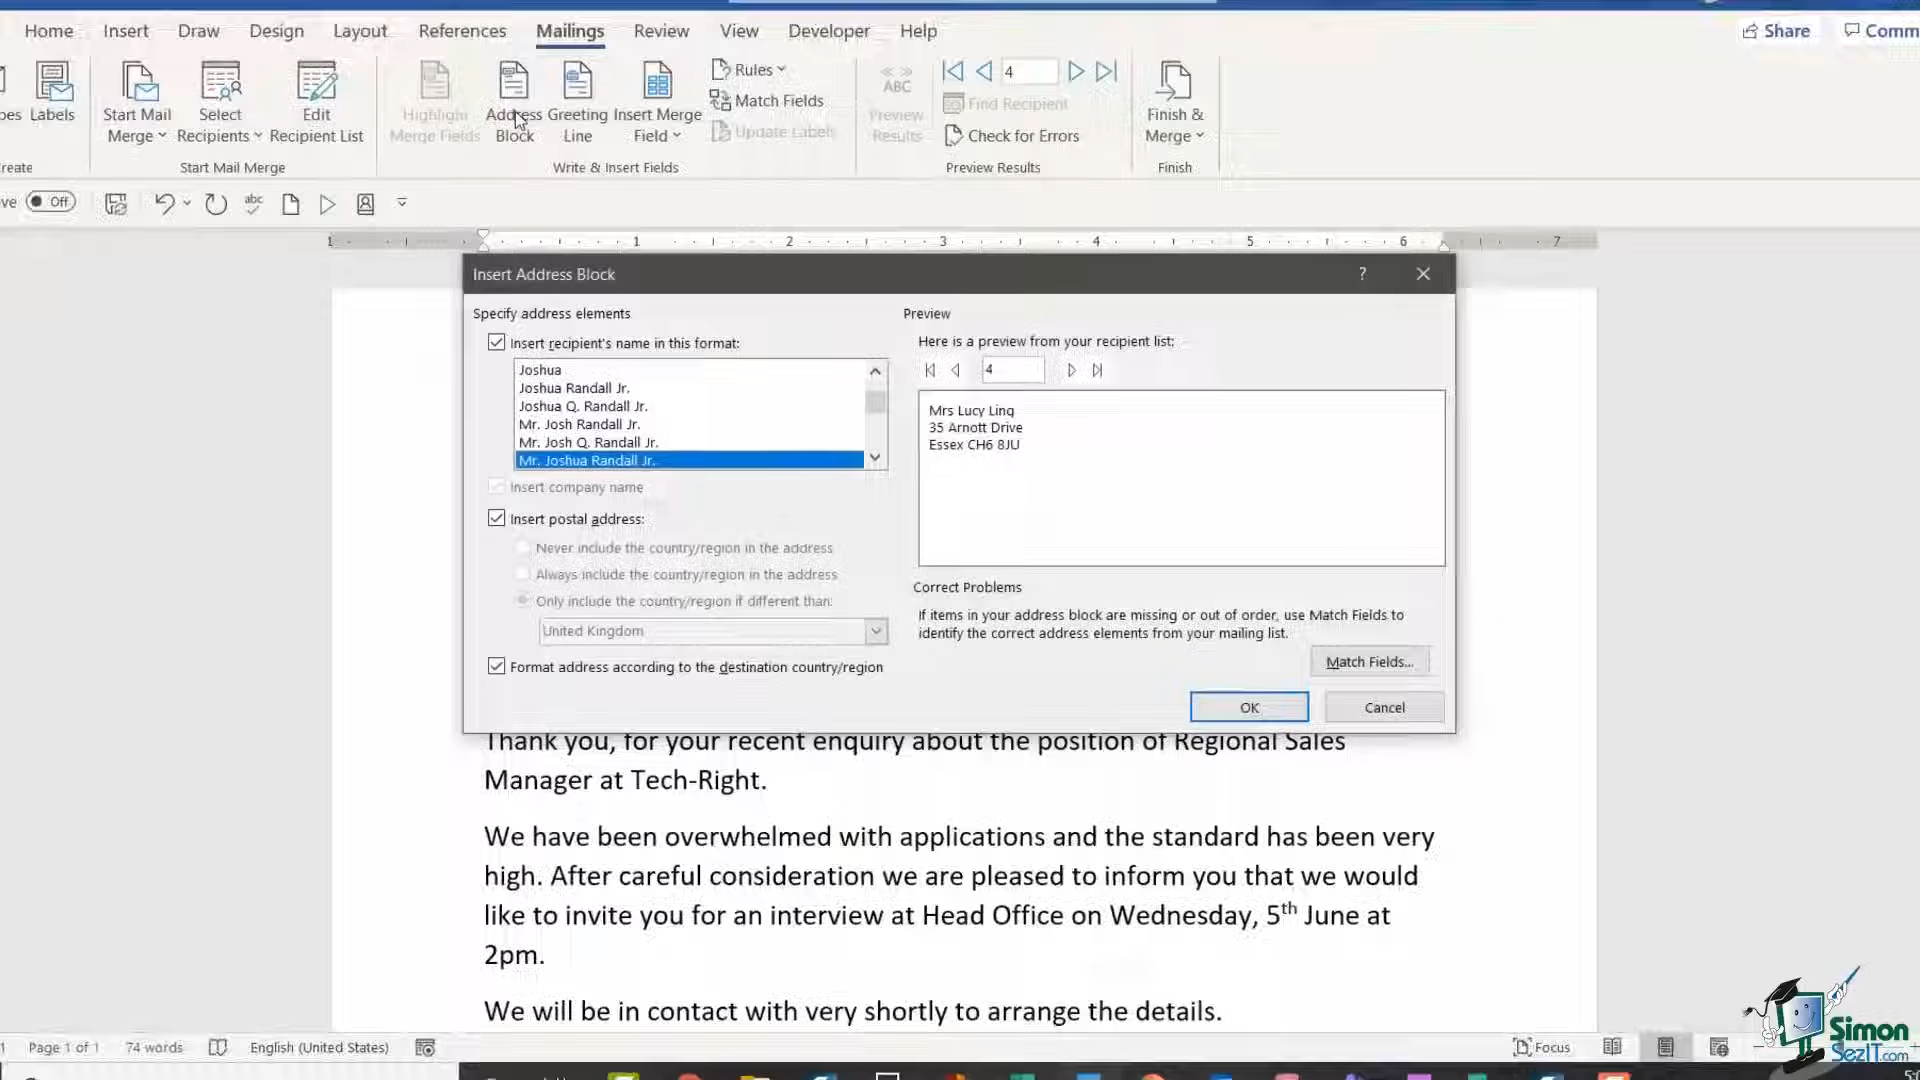 Home Insert Draw Design Layout References Mailings Review View Developer Help Share Comm
pes Labels Start Mail Merge Select Recipients Edit Recipient List Highlight Merge Fields Address Block Greeting Line Insert Merge Field Rules Match Fields Update Labels
ABC Preview Results 4 Find Recipient Check for Errors Finish & Merge
reate Start Mail Merge Write & Insert Fields Preview Results Finish
ve Off abc
1 1 2 3 4 5 6 7
Insert Address Block ?
Specify address elements
Insert recipient's name in this format:
Joshua
Joshua Randall Jr.
Joshua Q. Randall Jr.
Mr. Josh Randall Jr.
Mr. Josh Q. Randall Jr.
Mr. Joshua Randall Jr.
Insert company name
Insert postal address:
Never include the country/region in the address
Always include the country/region in the address
Only include the country/region if different than:
United Kingdom
Format address according to the destination country/region
Preview
Here is a preview from your recipient list:
4
Mrs Lucy Ling
35 Arnott Drive
Essex CH6 8JU
Correct Problems
If items in your address block are missing or out of order, use Match Fields to
identify the correct address elements from your mailing list.
Match Fields...
OK Cancel
Thank you, for your recent enquiry about the position of Regional Sales
Manager at Tech-Right.
We have been overwhelmed with applications and the standard has been very
high. After careful consideration we are pleased to inform you that we would
like to invite you for an interview at Head Office on Wednesday, 5th June at
2pm.
We will be in contact with very shortly to arrange the details.
1 Page 1 of 1 74 words English (United States) Focus
Simon
SezIT.com